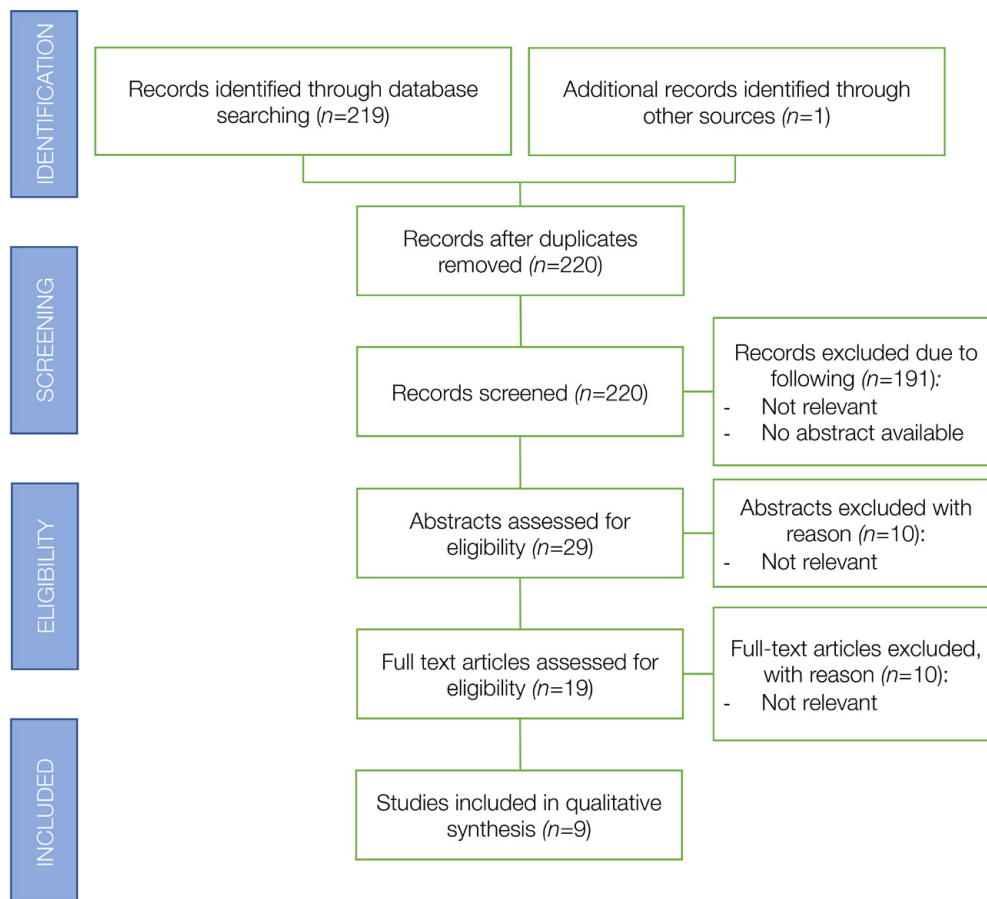 IDENTIFICATION
Records identified through database
searching (n=219)
Additional records identified through
other sources (n=1)
Records after duplicates
removed (n=220)
SCREENING
Records screened (n=220)
Records excluded due to
following (n=191):
- Not relevant
- No abstract available
ELIGIBILITY
Abstracts assessed for
eligibility (n=29)
Abstracts excluded with
reason (n=10):
- Not relevant
Full text articles assessed for
eligibility (n=19)
Full-text articles excluded,
with reason (n=10):
- Not relevant
INCLUDED
Studies included in qualitative
synthesis (n=9)